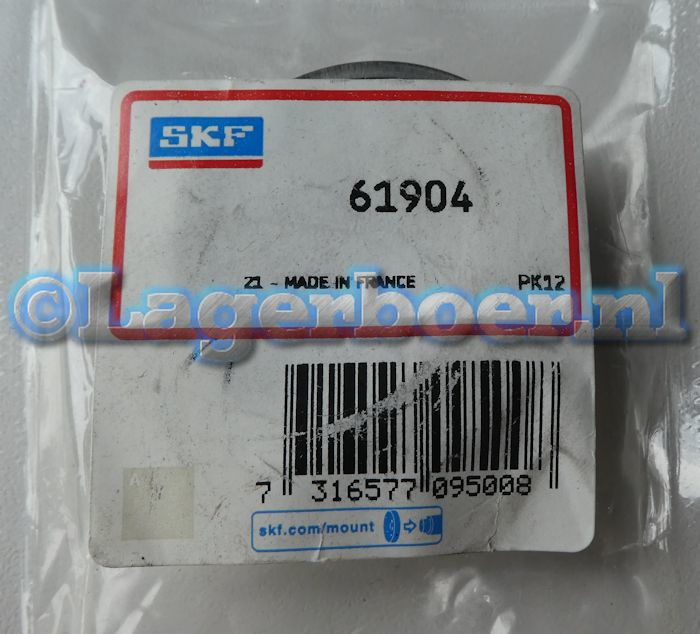 SKF
61904
21 - MADE IN FRANCE PK12
©Lagerboer.nl
7 316577 095008
A
skf.com/mount